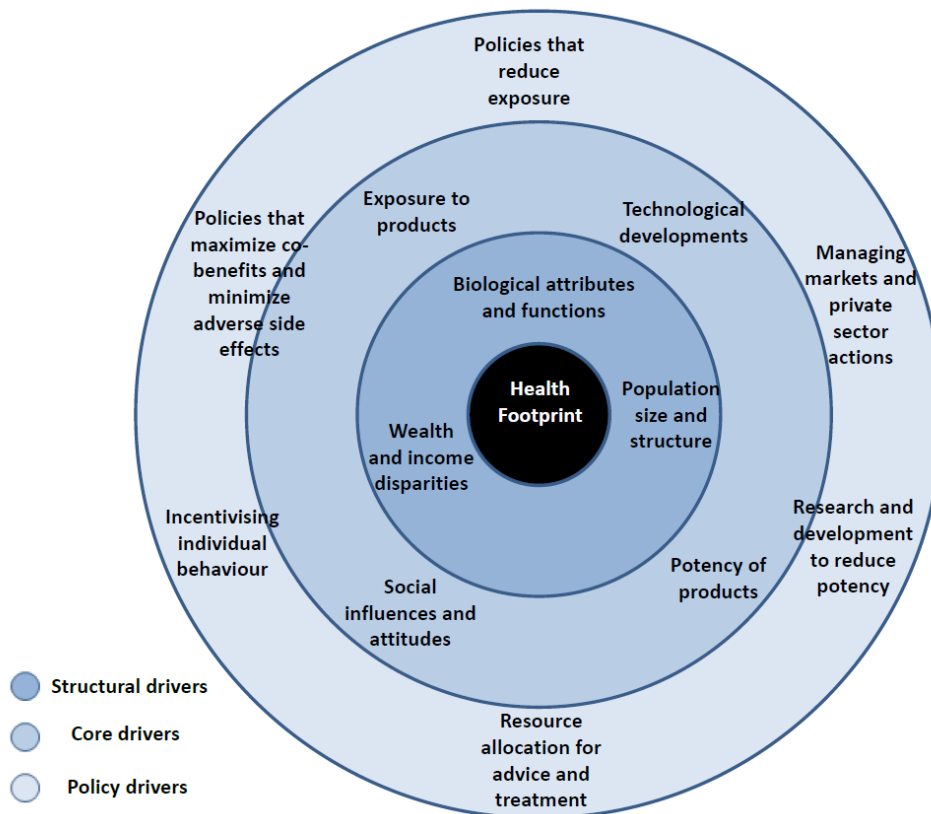 Policies that
reduce
exposure
Exposure to
products
Technological
developments
Policies that
maximize co-
benefits and
minimize
adverse side
effects
Managing
markets and
private
sector
actions
Biological attributes
and functions
Health
Footprint
Population
size and
structure
Wealth
and income
disparities
Incentivising
individual
behaviour
Research and
development
to reduce
potency
Potency of
products
Social
influences and
attitudes
Resource
allocation for
advice and
treatment
Structural drivers
Core drivers
Policy drivers